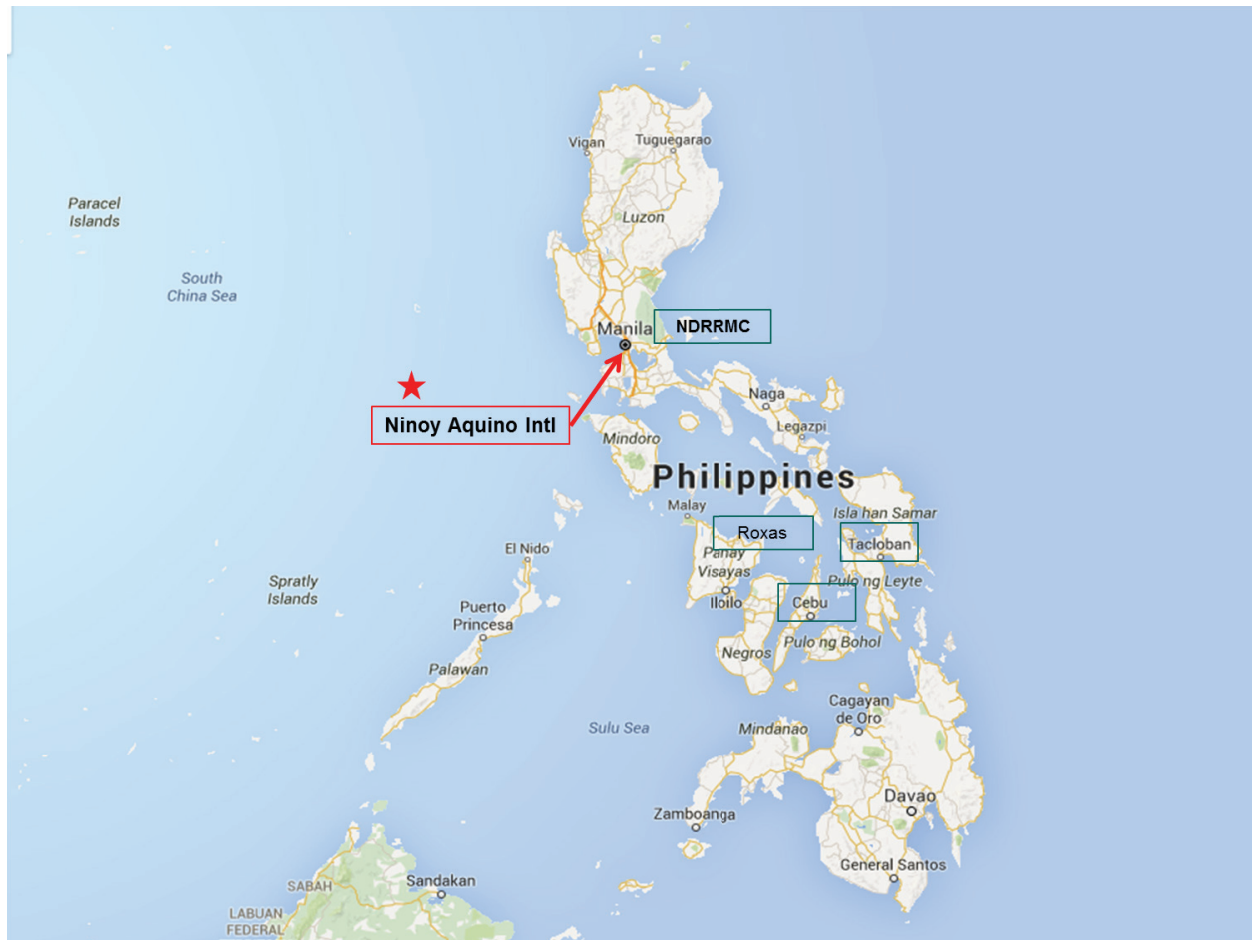 Vigan
Tuguegarao
Paracel
Islands
Luzon
South
China Sea
Manila
NDRRMC
Ninoy Aquino Intl
Naga
Legazpi
Mindoro
Philippines
Malay
Isla han Samar
Roxas
Tacloban
El Nido
Panay
Visayas
Spratly
Islands
Pulo ng Leyte
Iloilo
Cebu
Puerto
Princesa
Negros
Pulo ng Bohol
Palawan
Cagayan
de Oro
Sulu Sea
Mindanao
Davao
Zamboanga
General Santos
Sandakan
SABAH
LABUAN
FEDERAL